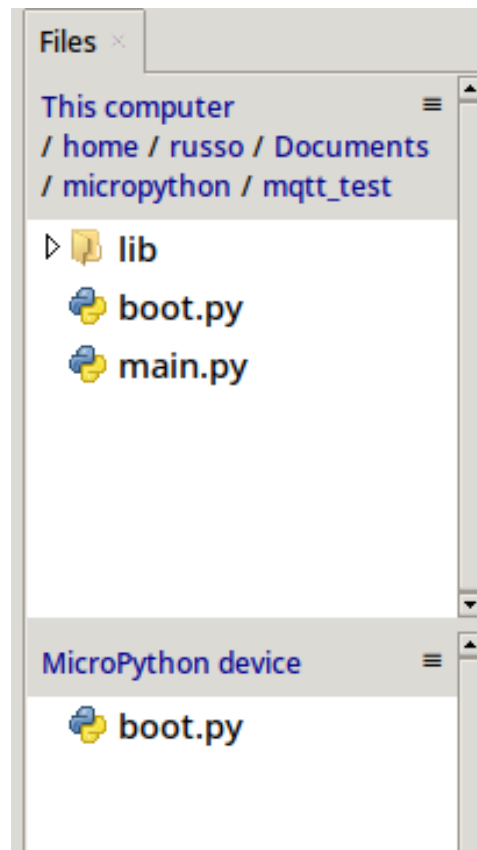 Files
This computer
/ home / russo / Documents
/ micropython / mqtt_test
lib
boot.py
main.py
MicroPython device
boot.py